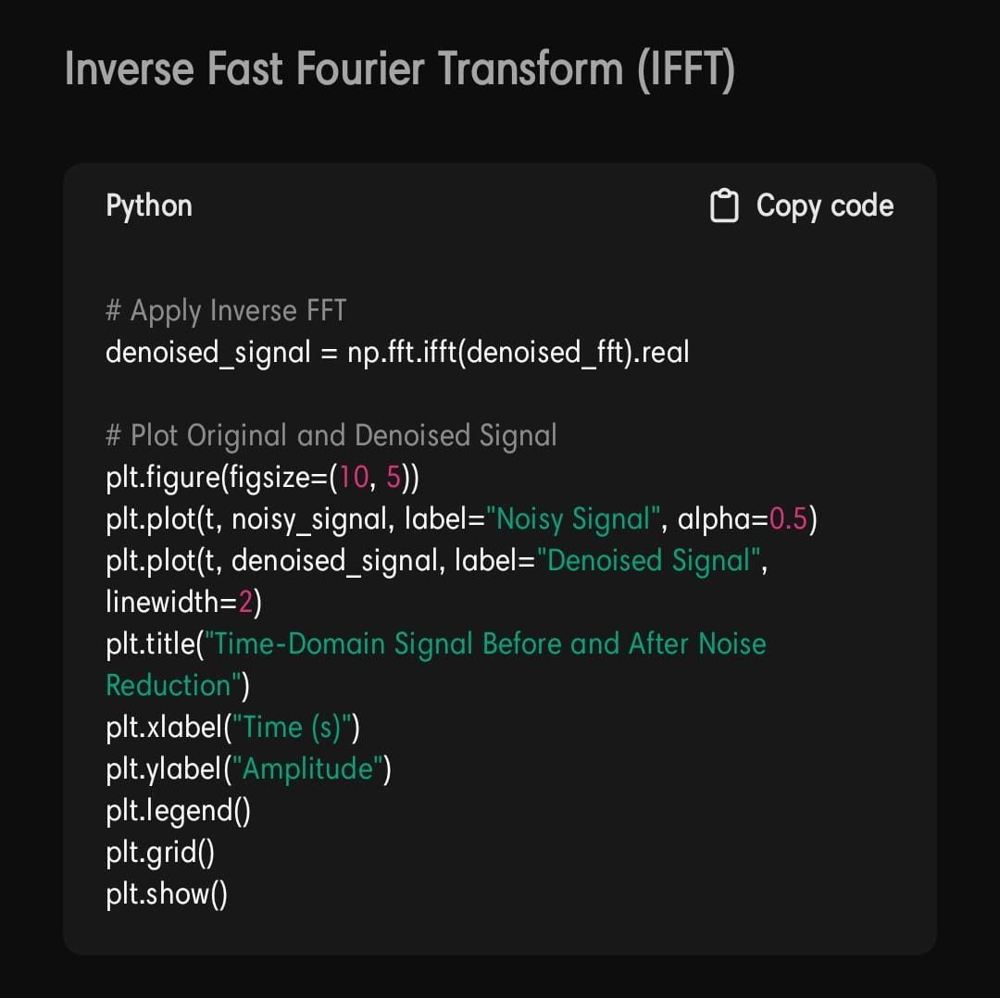 Inverse Fast Fourier Transform (IFFT)
Python
Copy code
# Apply Inverse FFT
denoised_signal = np.fft.ifft(denoised_fft).real
# Plot Original and Denoised Signal
plt.figure(figsize=(10, 5))
plt.plot(t, noisy_signal, label="Noisy Signal", alpha=0.5)
plt.plot(t, denoised_signal, label="Denoised Signal",
linewidth=2)
plt.title("Time-Domain Signal Before and After Noise
Reduction")
plt.xlabel("Time (s)")
plt.ylabel("Amplitude")
plt.legend()
plt.grid()
plt.show()